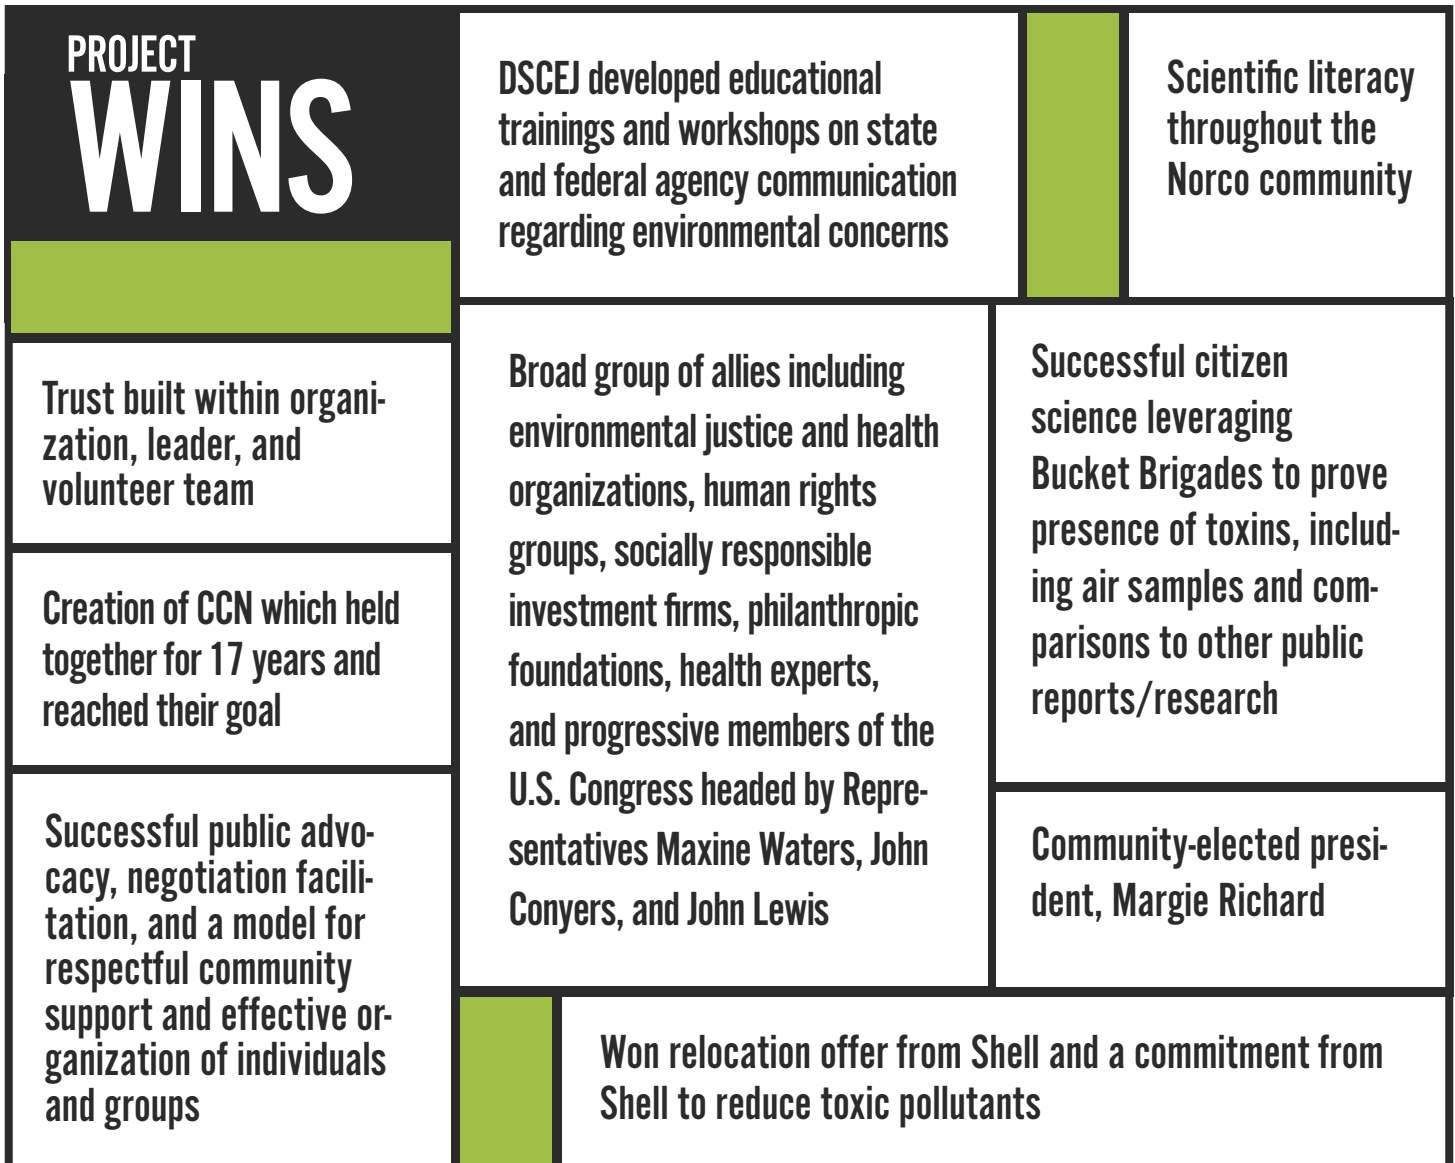 PROJECT
WINS
DSCEJ developed educational
trainings and workshops on state
and federal agency communication
regarding environmental concerns
Scientific literacy
throughout the
Norco community
Trust built within organi-
zation, leader, and
volunteer team
Creation of CCN which held
together for 17 years and
reached their goal
Successful public advo-
cacy, negotiation facili-
tation, and a model for
respectful community
support and effective or-
ganization of individuals
and groups
Broad group of allies including
environmental justice and health
organizations, human rights
groups, socially responsible
investment firms, philanthropic
foundations, health experts,
and progressive members of the
U.S. Congress headed by Repre-
sentatives Maxine Waters, John
Conyers, and John Lewis
Successful citizen
science leveraging
Bucket Brigades to prove
presence of toxins, includ-
ing air samples and com-
parisons to other public
reports/research
Community-elected presi-
dent, Margie Richard
Won relocation offer from Shell and a commitment from
Shell to reduce toxic pollutants